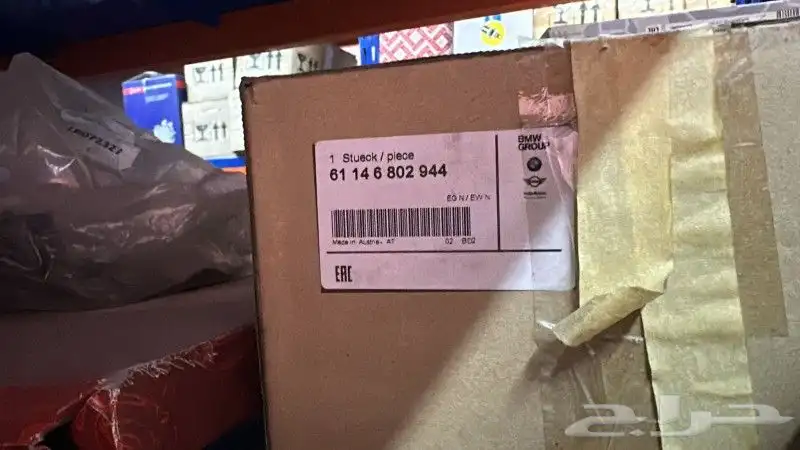 1 Stueck / piece
61 14 6 802 944
EG N / EW N
Made in Austria - AT 02 B02
EAC
BMW
GROUP
حراج